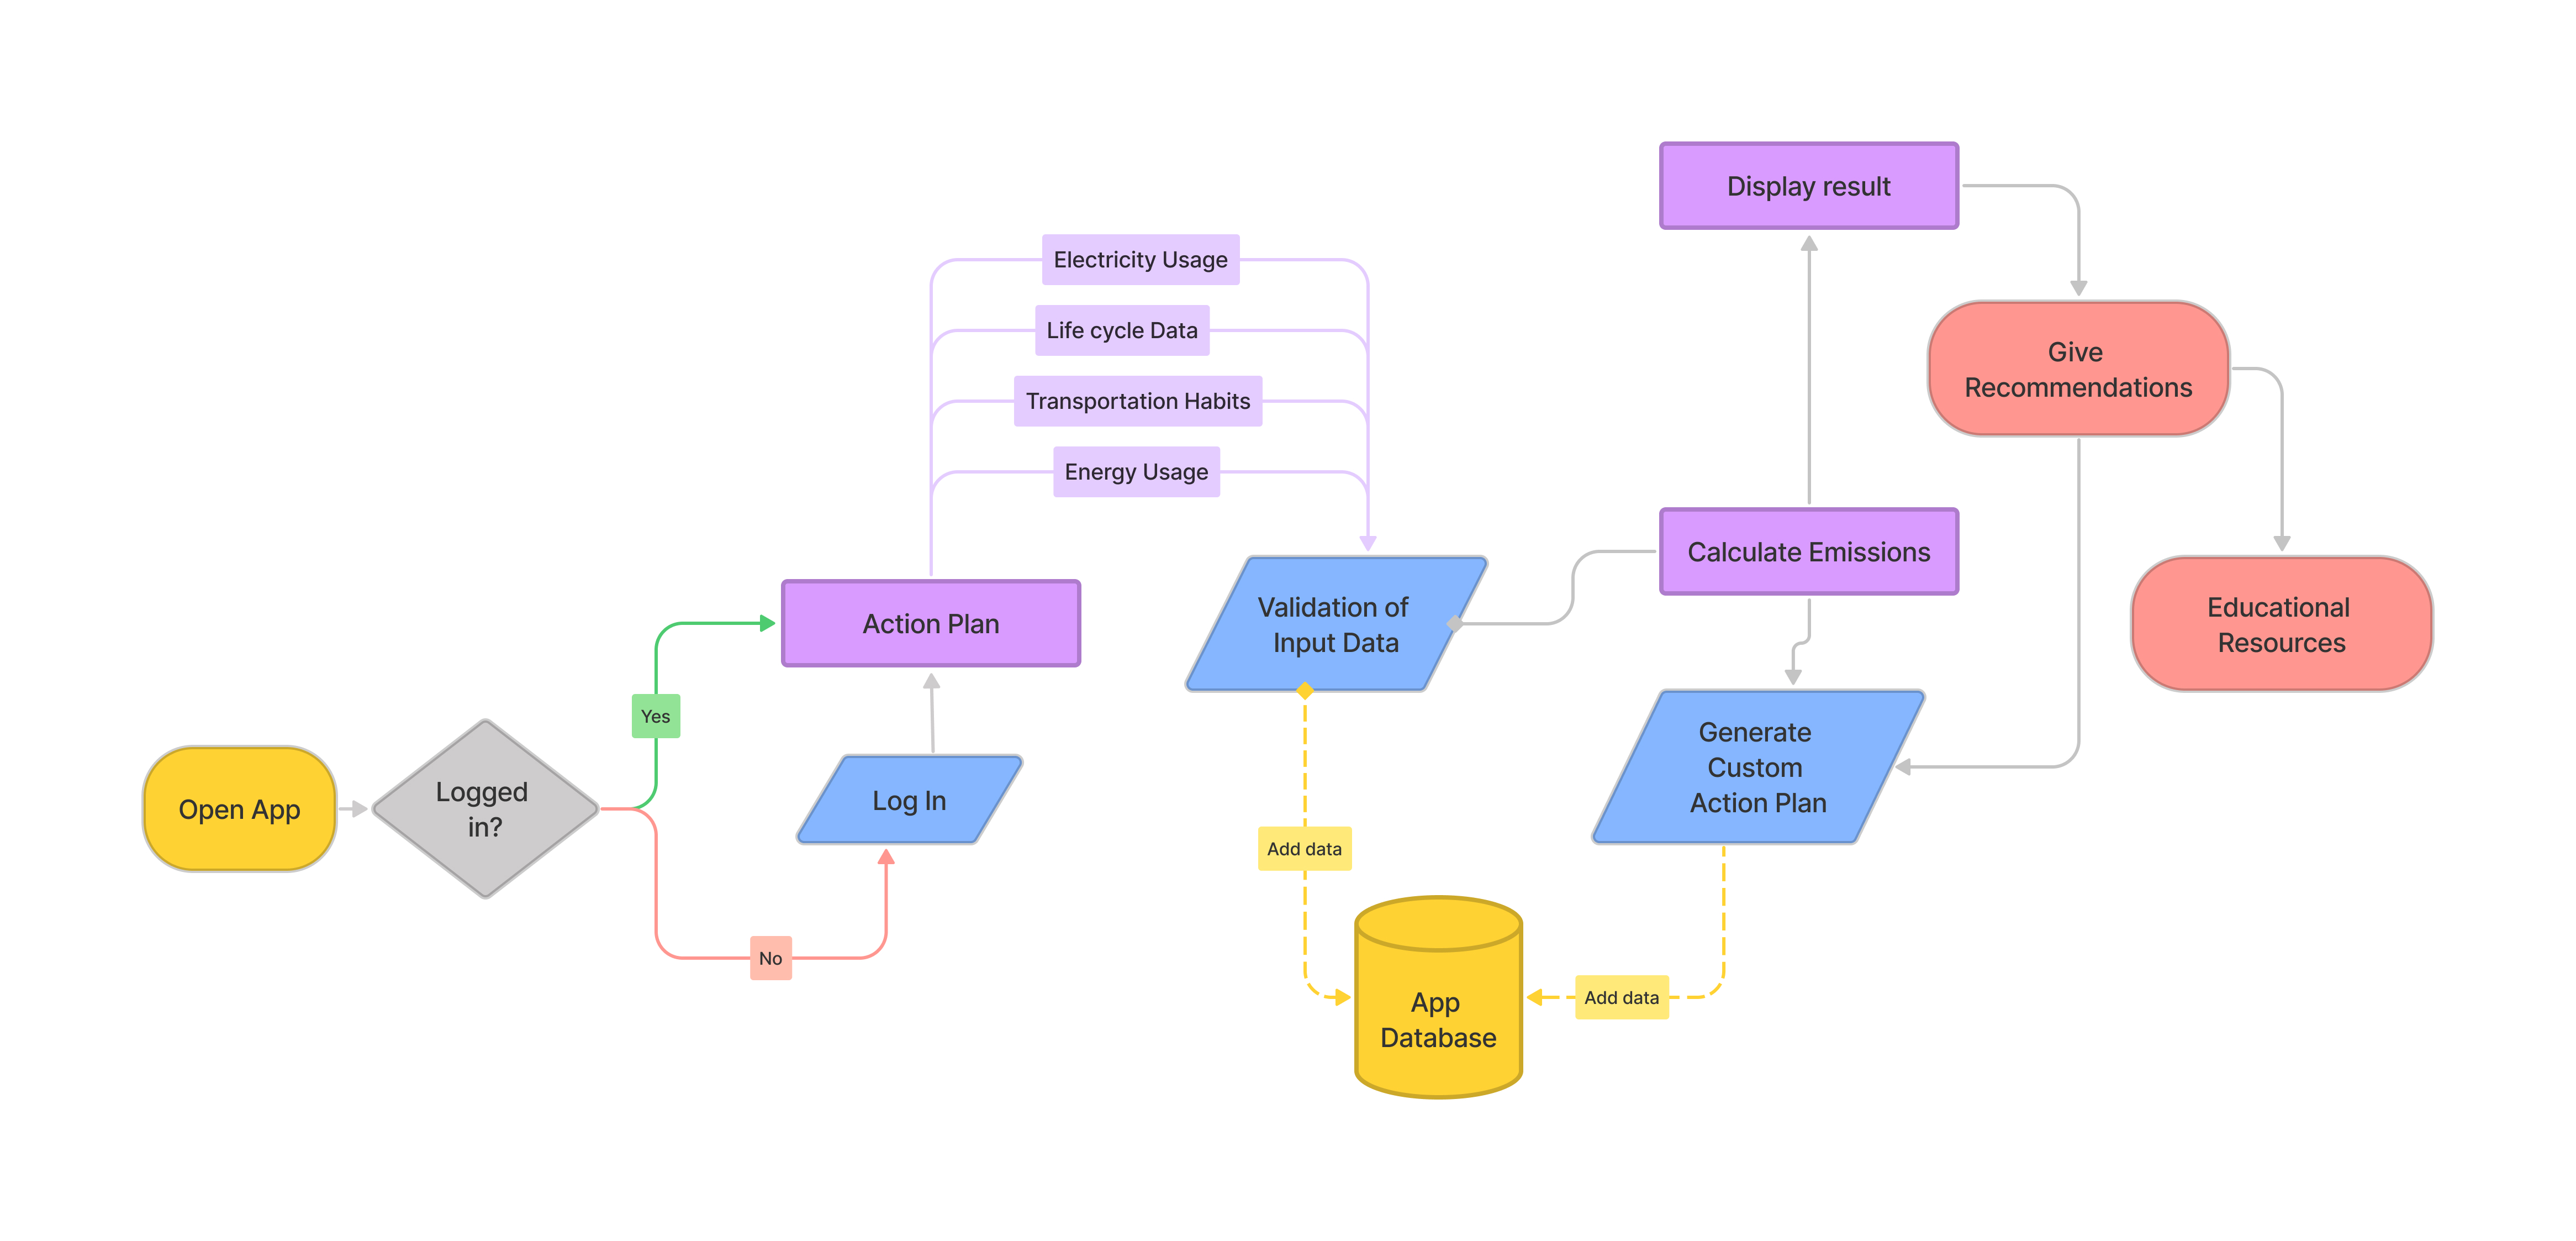 Open App
Logged
in?
Yes
No
Action Plan
Log In
Electricity Usage
Life cycle Data
Transportation Habits
Energy Usage
Validation of
Input Data
Add data
App
Database
Add data
Display result
Calculate Emissions
Generate
Custom
Action Plan
Give
Recommendations
Educational
Resources